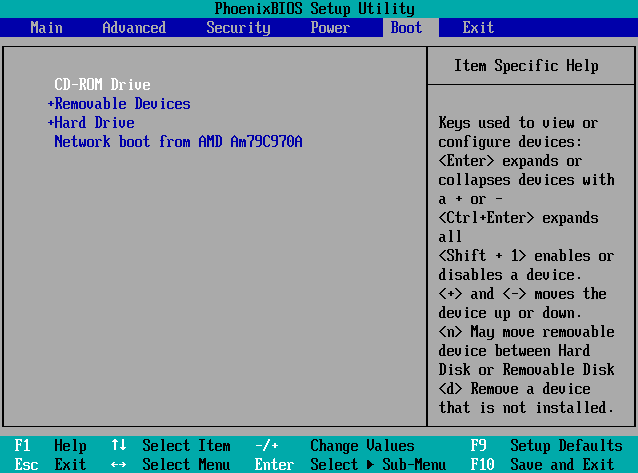 PhoenixBIOS Setup Utility
Main Advanced Security Power Boot Exit
CD-ROM Drive
+Removable Devices
+Hard Drive
Network boot from AMD Am79C970A
Item Specific Help
Keys used to view or
configure devices:
<Enter> expands or
collapses devices with
a + or -
<Ctrl+Enter> expands
all
<Shift + 1> enables or
disables a device.
<+> and <-> moves the
device up or down.
<n> May move removable
device between Hard
Disk or Removable Disk
<d> Remove a device
that is not installed.
F1 Help ↑↓ Select Item -/+ Change Values F9 Setup Defaults
Esc Exit ↔ Select Menu Enter Select ▶ Sub-Menu F10 Save and Exit